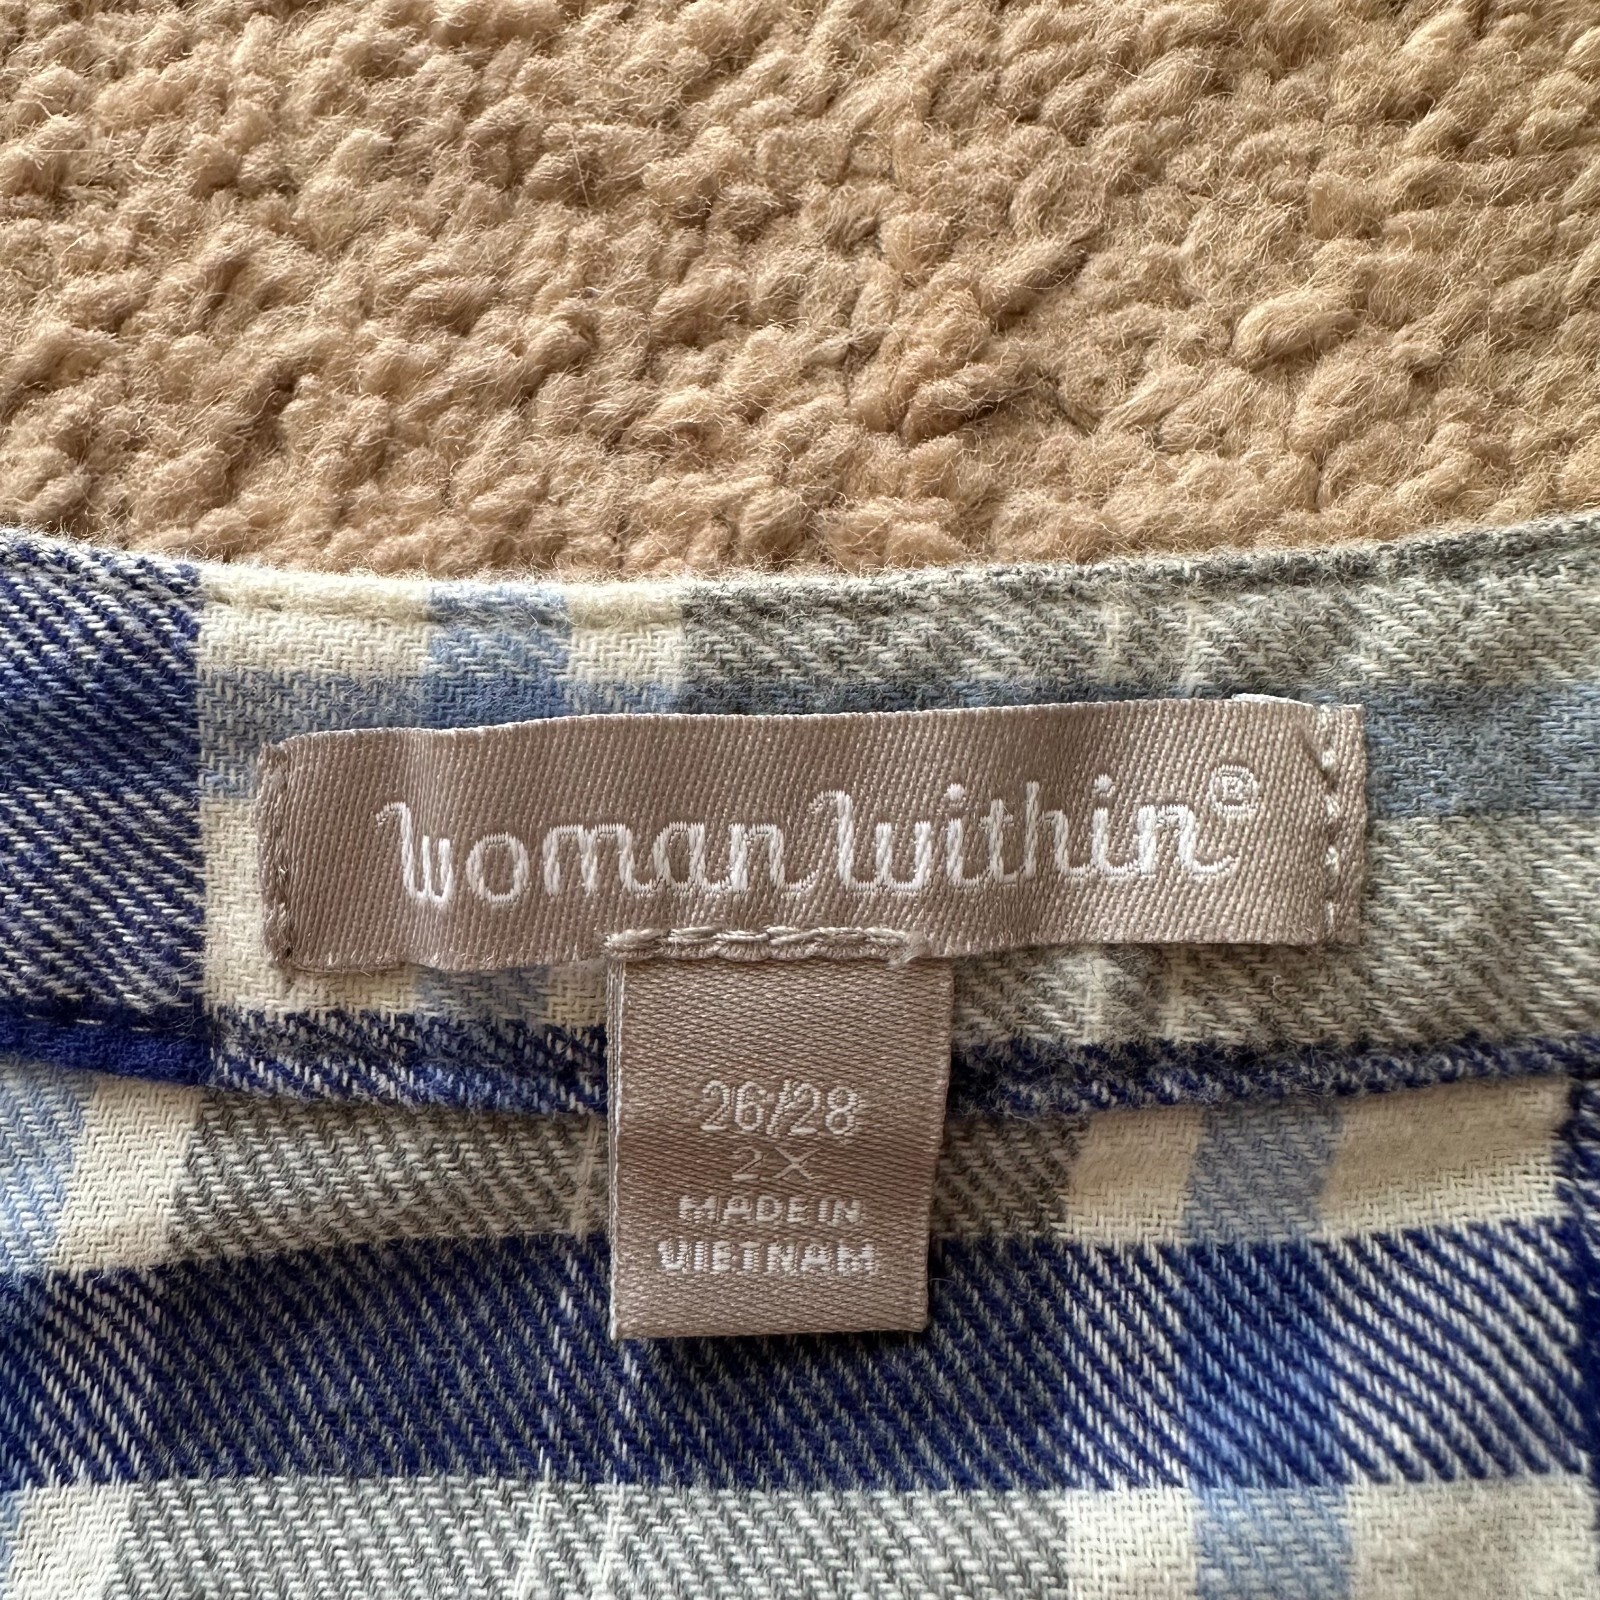 woman within®
26/28
2X
MADE IN
VIETNAM